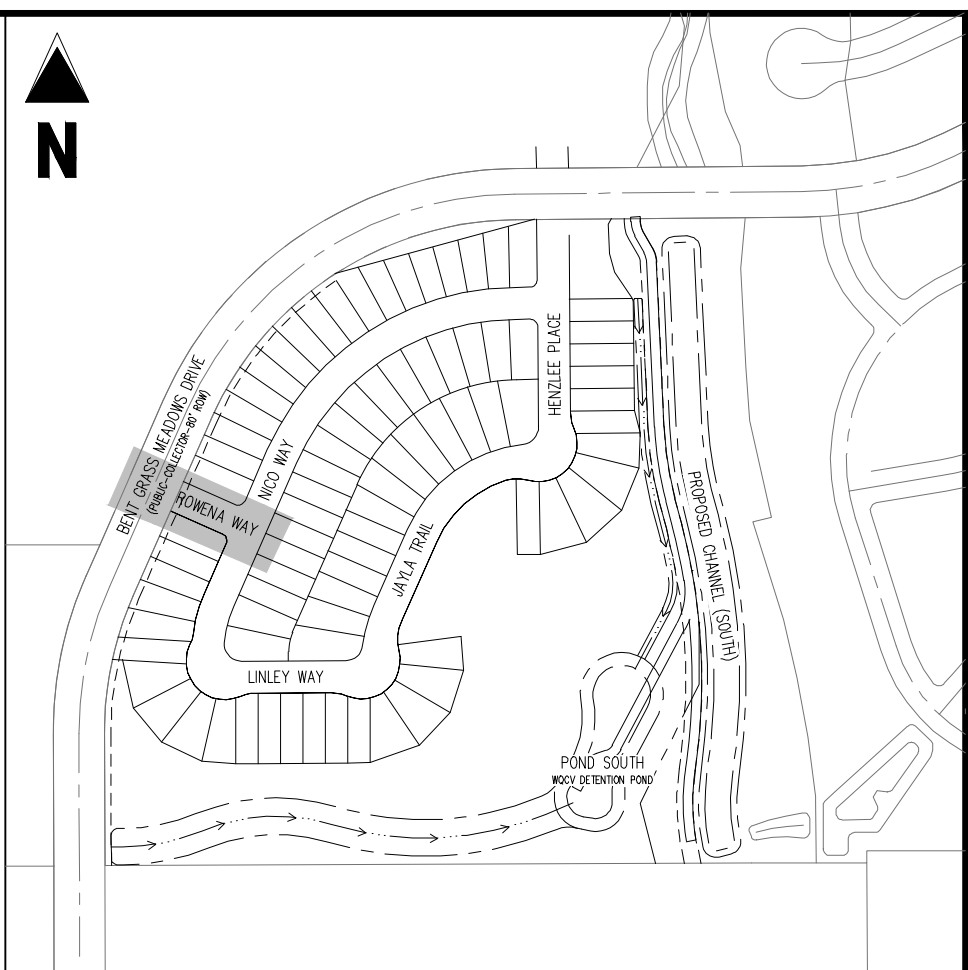 N
BENT GRASS MEADOWS DRIVE
(PUBLIC-COLLECTOR-80' ROW)
HENZLEE PLACE
NICO WAY
ROWENA WAY
JAYLA TRAIL
PROPOSED CHANNEL (SOUTH)
LINLEY WAY
POND SOUTH
WQCV DETENTION POND